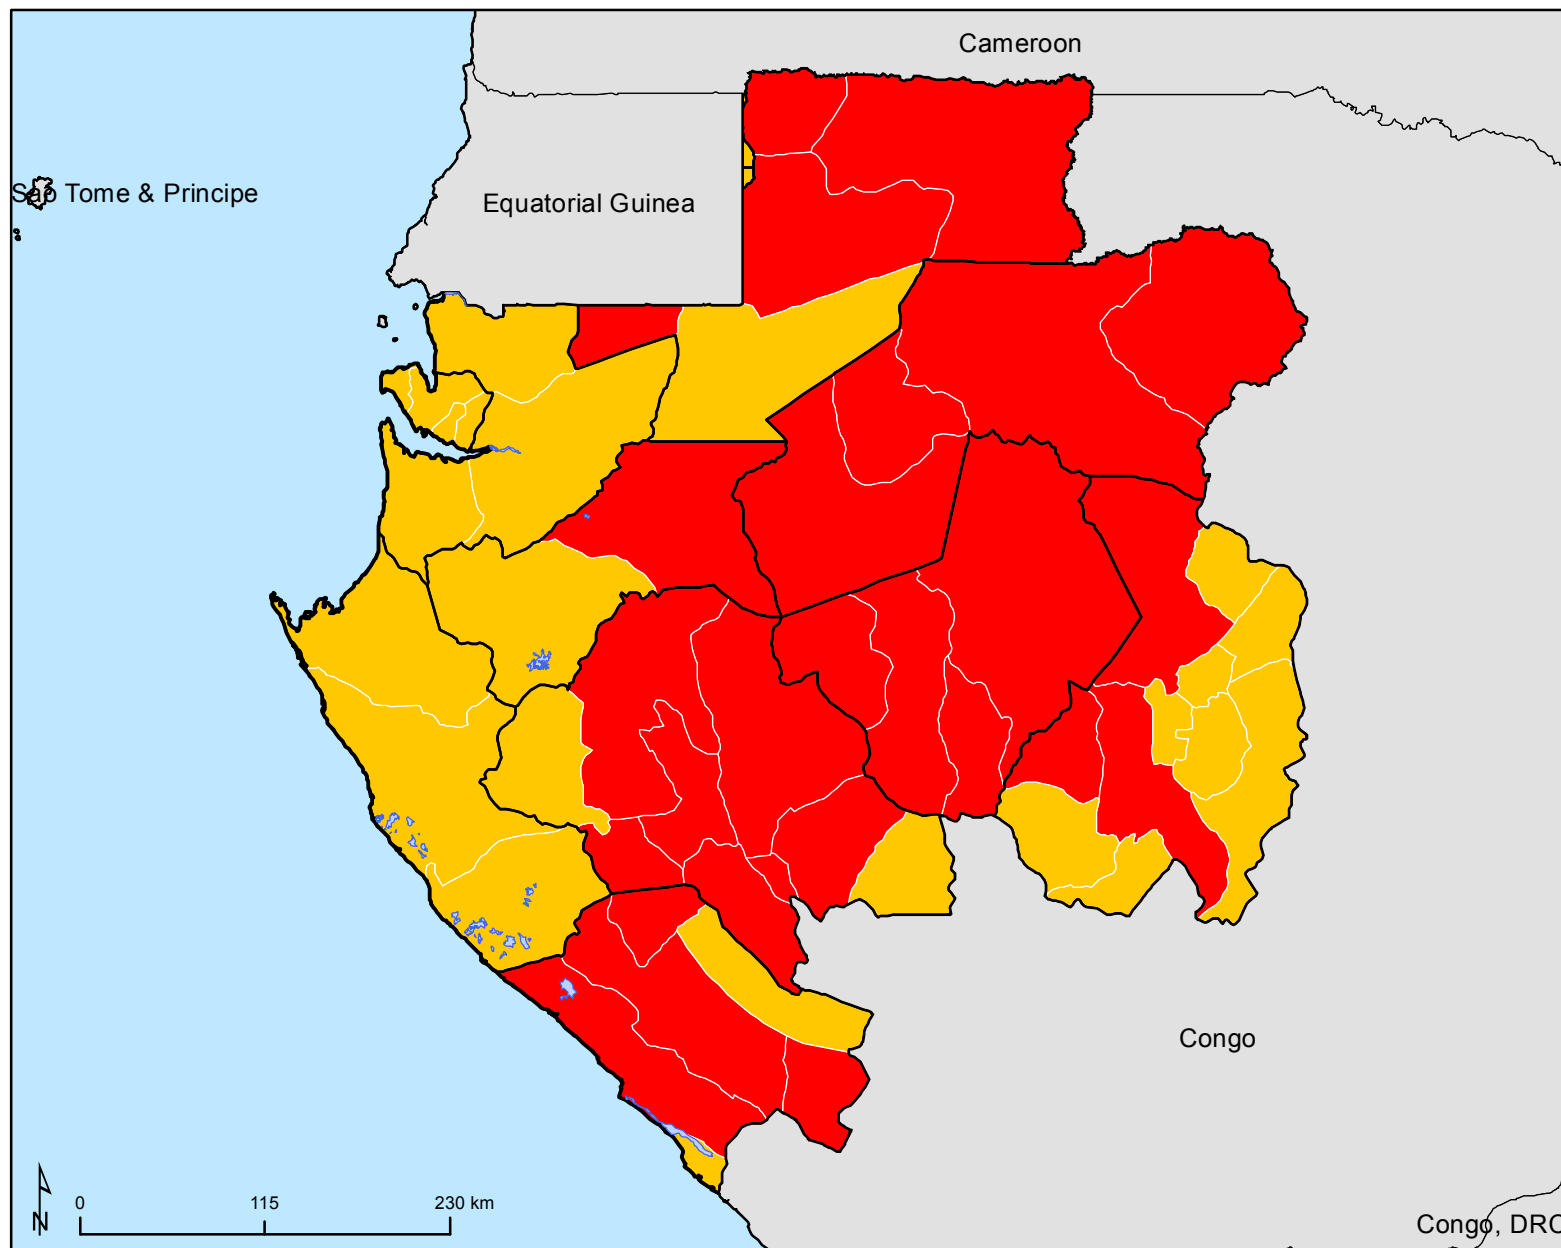 Cameroon
Sao Tome & Principe
Equatorial Guinea
Congo
0 115 230 km
N
Congo, DRC